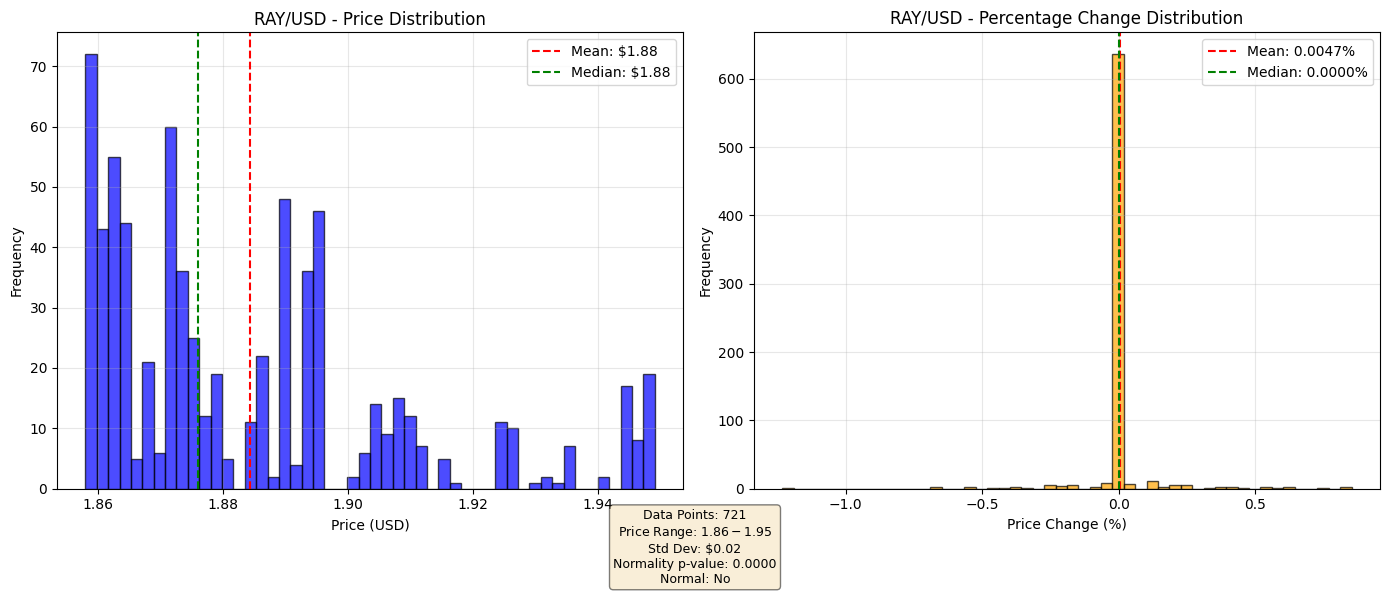 RAY/USD - Price Distribution
Mean: $1.88
Median: $1.88
Frequency
70
60
50
40
30
20
10
0
1.86
1.88
1.90
1.92
1.94
Price (USD)
RAY/USD - Percentage Change Distribution
Mean: 0.0047%
Median: 0.0000%
Frequency
600
500
400
300
200
100
0
−1.0
−0.5
0.0
0.5
Price Change (%)
Data Points: 721
Price Range: 1.86 − 1.95
Std Dev: $0.02
Normality p-value: 0.0000
Normal: No